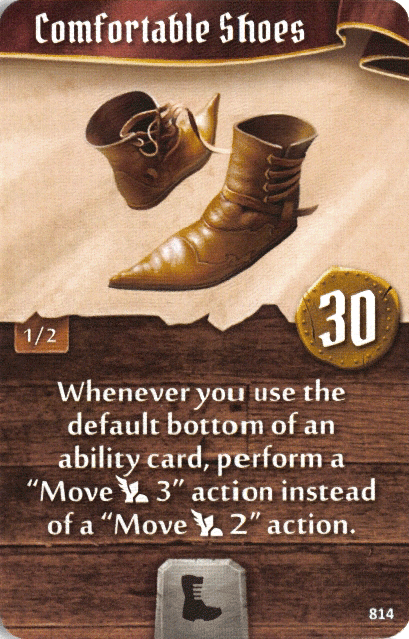 Comfortable Shoes
30
1/2
Whenever you use the
default bottom of an
ability card, perform a
“Move 3” action instead
of a “Move 2” action.
814